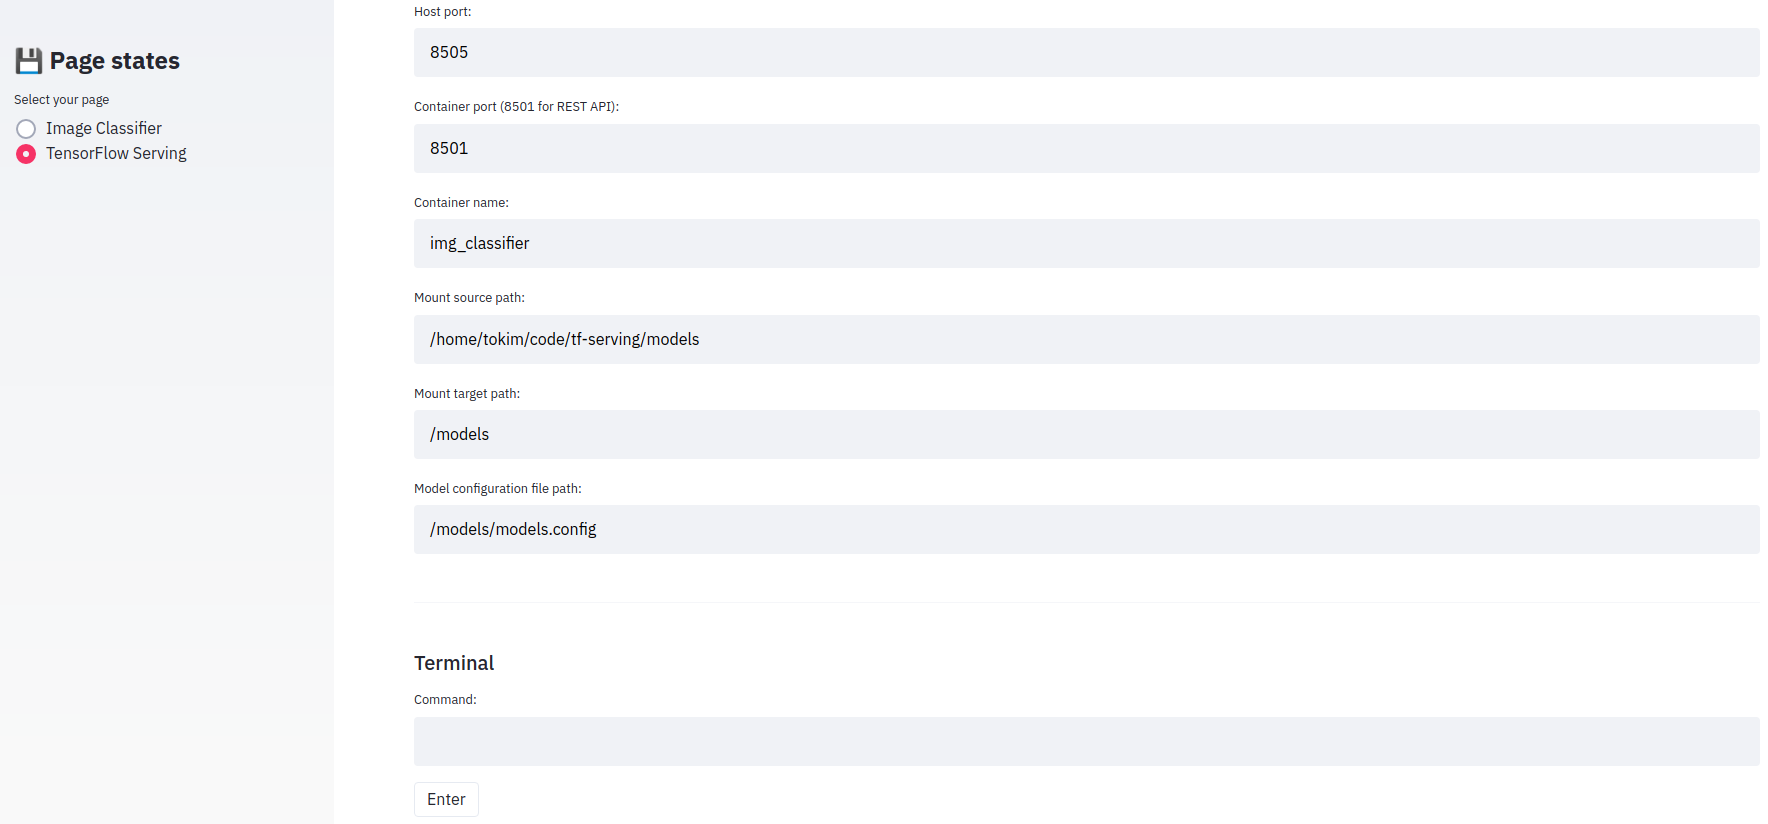 Page states
Select your page
Image Classifier
TensorFlow Serving
Host port:
8505
Container port (8501 for REST API):
8501
Container name:
img_classifier
Mount source path:
/home/tokim/code/tf-serving/models
Mount target path:
/models
Model configuration file path:
/models/models.config
Terminal
Command:
Enter